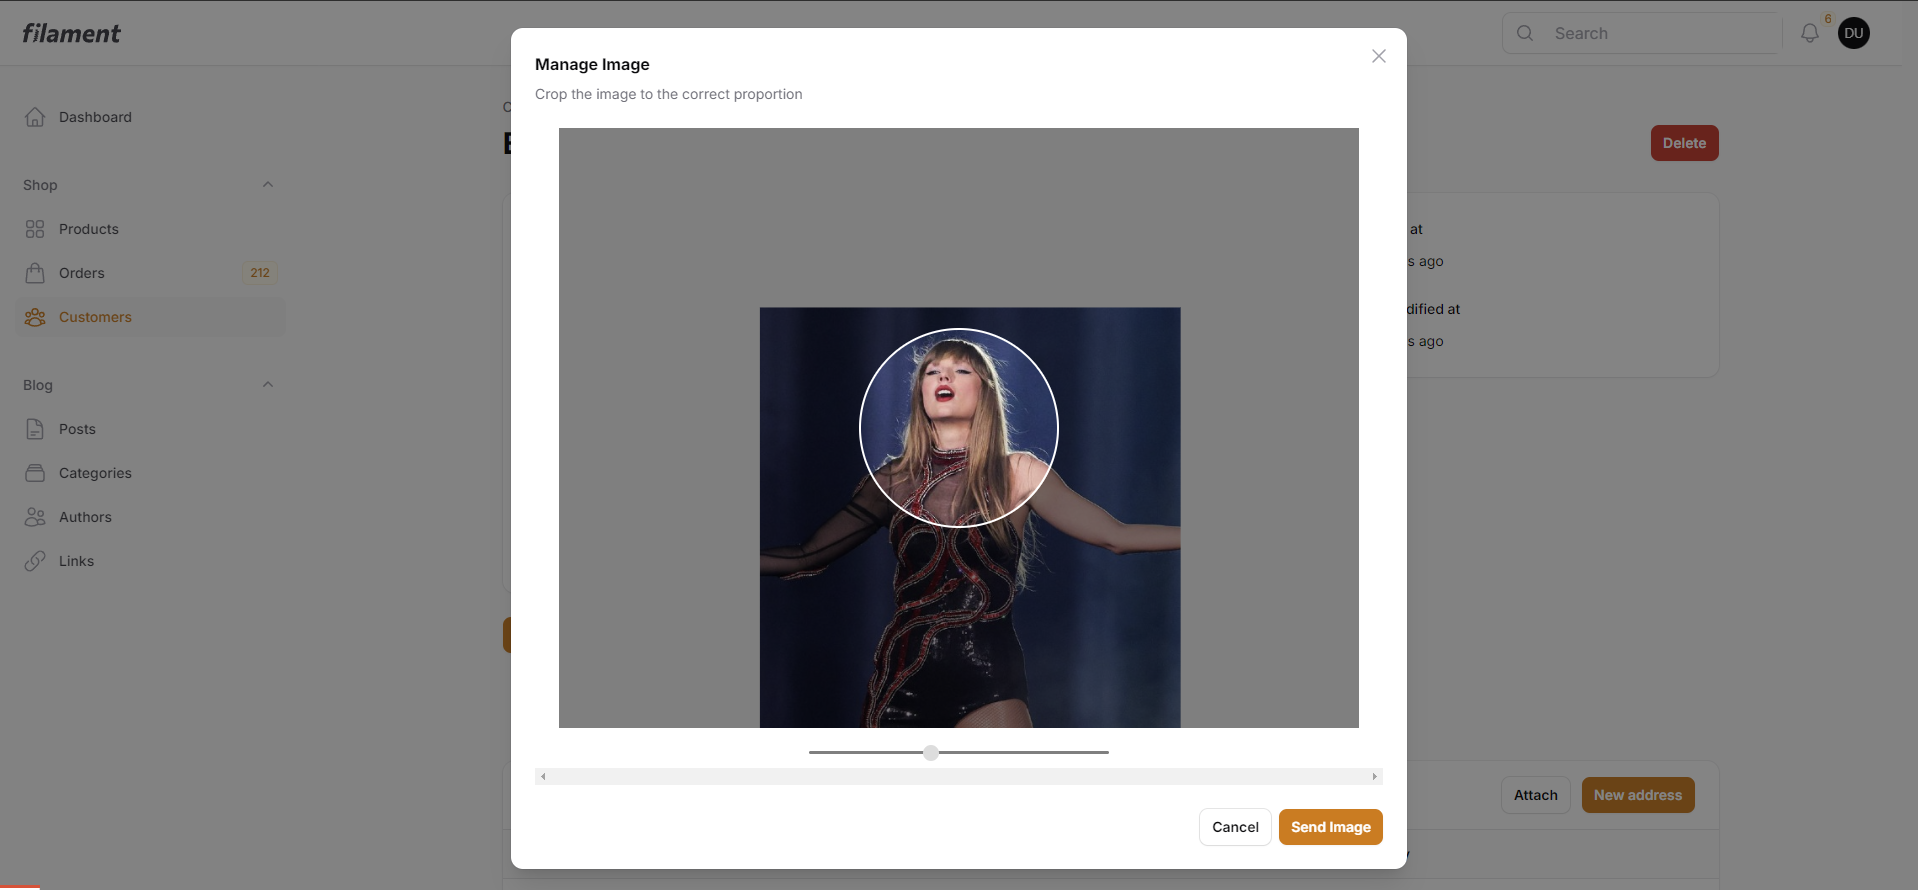 filament
Search
6
DU
Manage Image
Crop the image to the correct proportion
Dashboard
Delete
Shop
Products
at
s ago
Orders
212
Customers
dified at
s ago
Blog
Posts
Categories
Authors
Links
Attach
New address
Cancel
Send Image